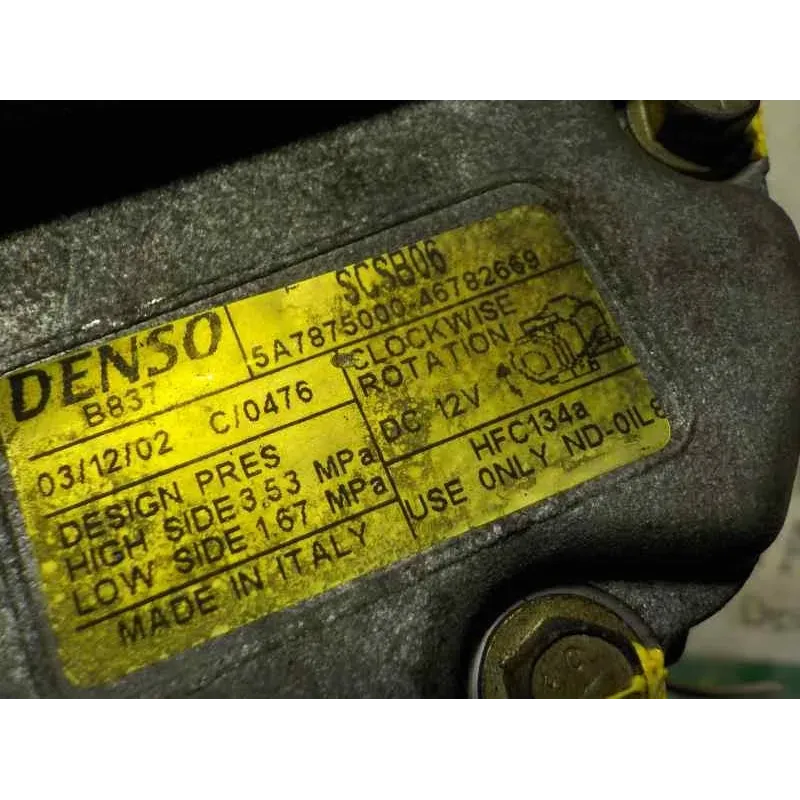 DENSO
B837
SCSB06
5A7875000 46782669
03/12/02 C/0476
CLOCKWISE
ROTATION
DC 12V
DESIGN PRES
HIGH SIDE 3.53 MPa
LOW SIDE 1.67 MPa
HFC134a
USE ONLY ND-OIL8
MADE IN ITALY